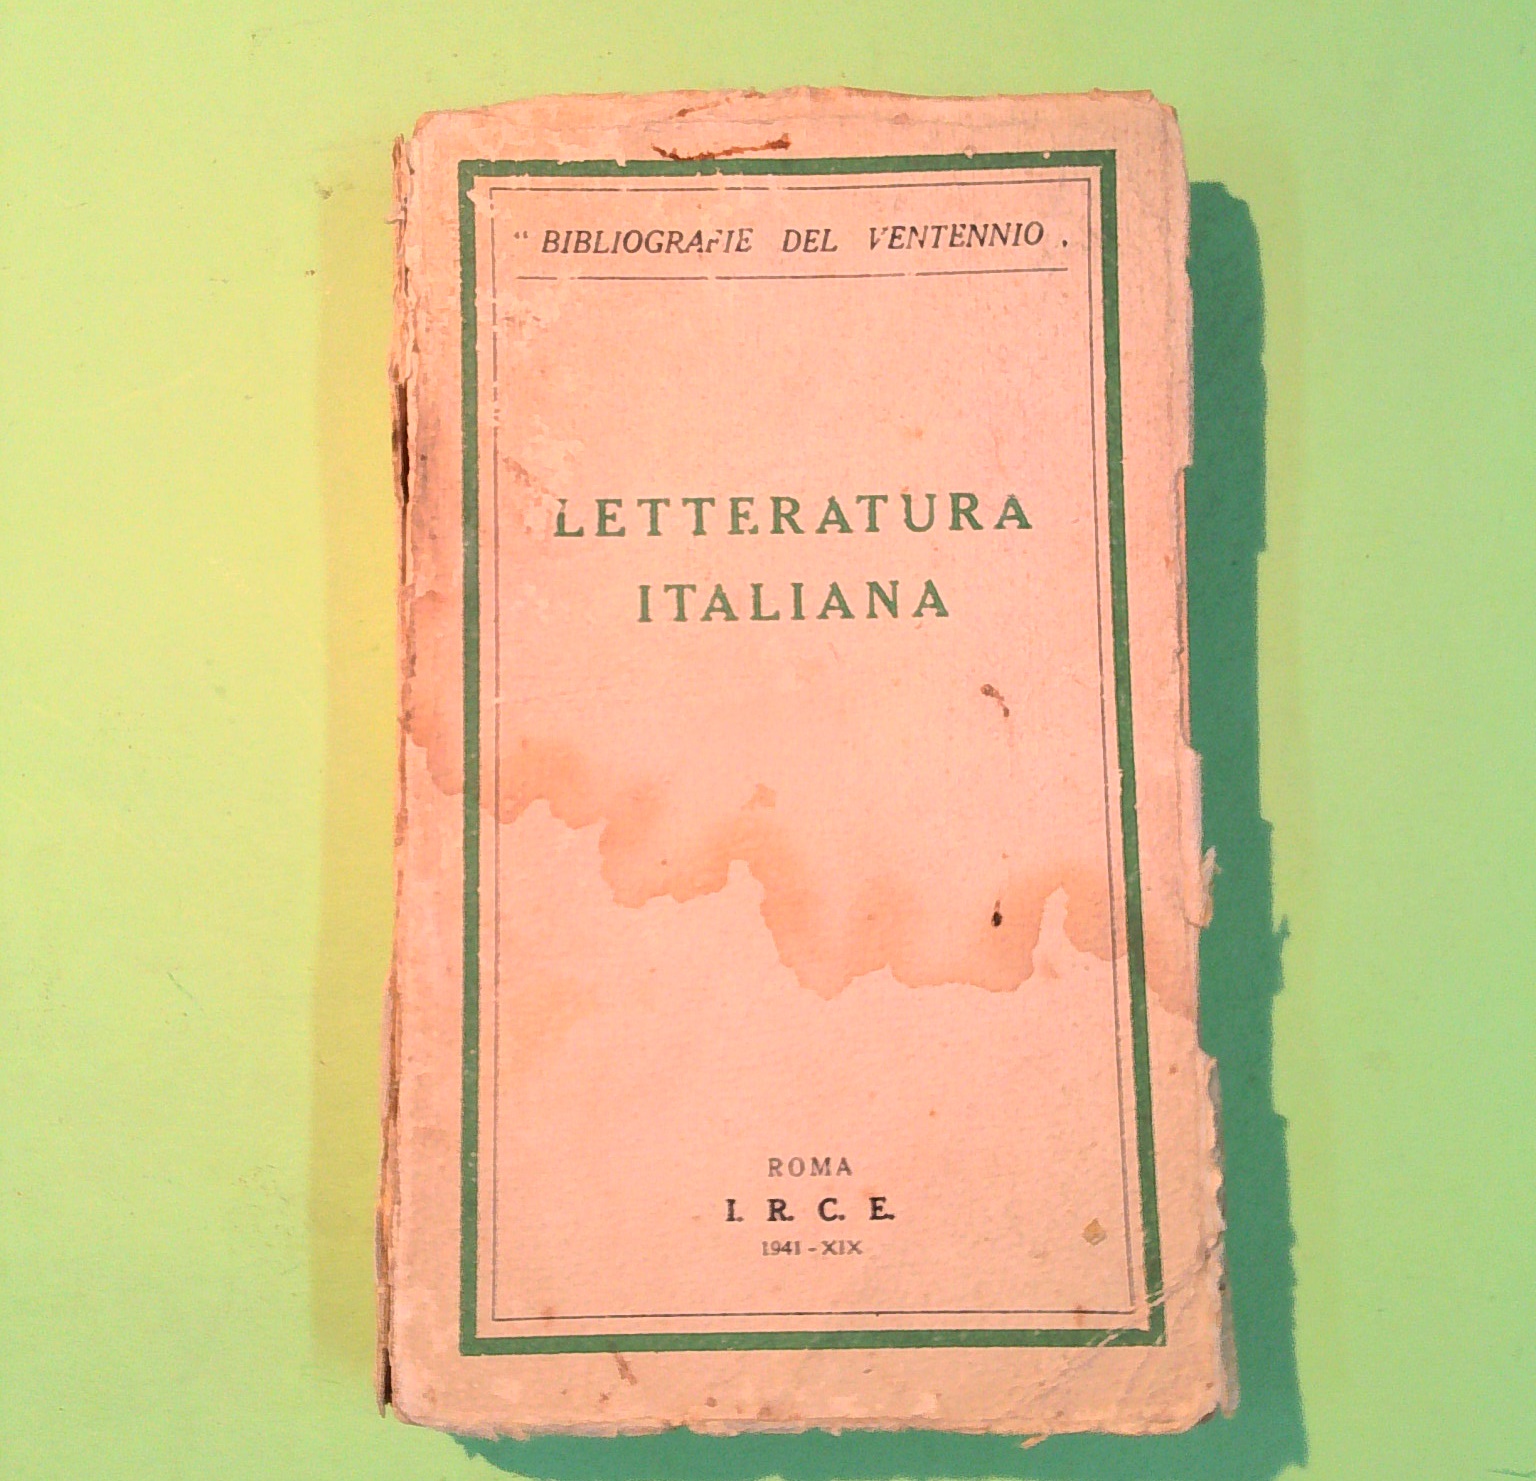 “ BIBLIOGRAFIE DEL VENTENNIO „
LETTERATURA
ITALIANA
ROMA
I. R. C. E.
1941 - XIX